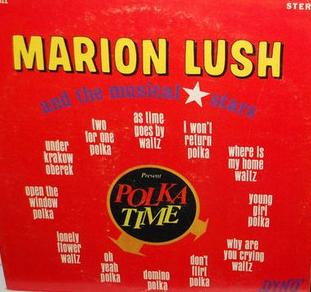 STER
MARION LUSH
and the musical stars
two
for one
polka
as time
goes by
waltz
I won't
return
polka
under
krakow
oberek
where is
my home
waltz
Present
POLKA
TIME
open the
window
polka
young
girl
polka
lonely
flower
waltz
why are
you crying
waltz
oh
yeah
polka
domino
polka
don't
flirt
polka